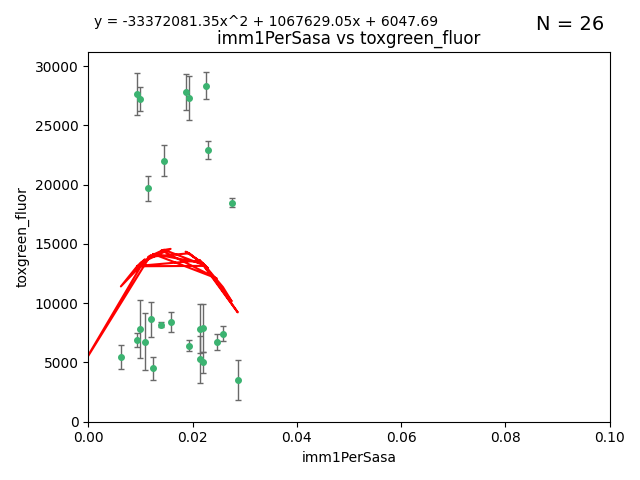 y = -33372081.35x^2 + 1067629.05x + 6047.69
N = 26
imm1PerSasa vs toxgreen_fluor
30000
25000
20000
15000
10000
5000
0
toxgreen_fluor
0.00 0.02 0.04 0.06 0.08 0.10
imm1PerSasa